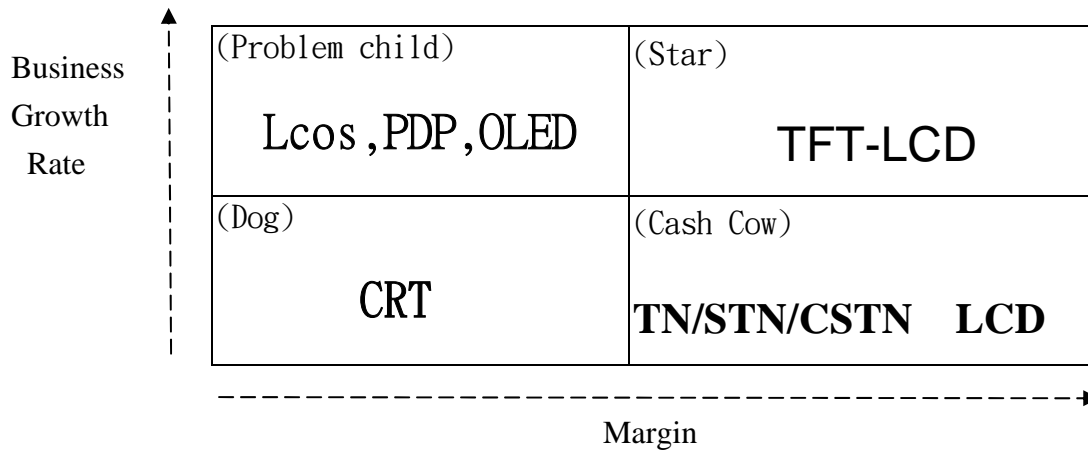 Business
Growth
Rate
(Problem child)
Lcos,PDP,OLED
(Star)
TFT-LCD
(Dog)
CRT
(Cash Cow)
TN/STN/CSTN LCD
Margin